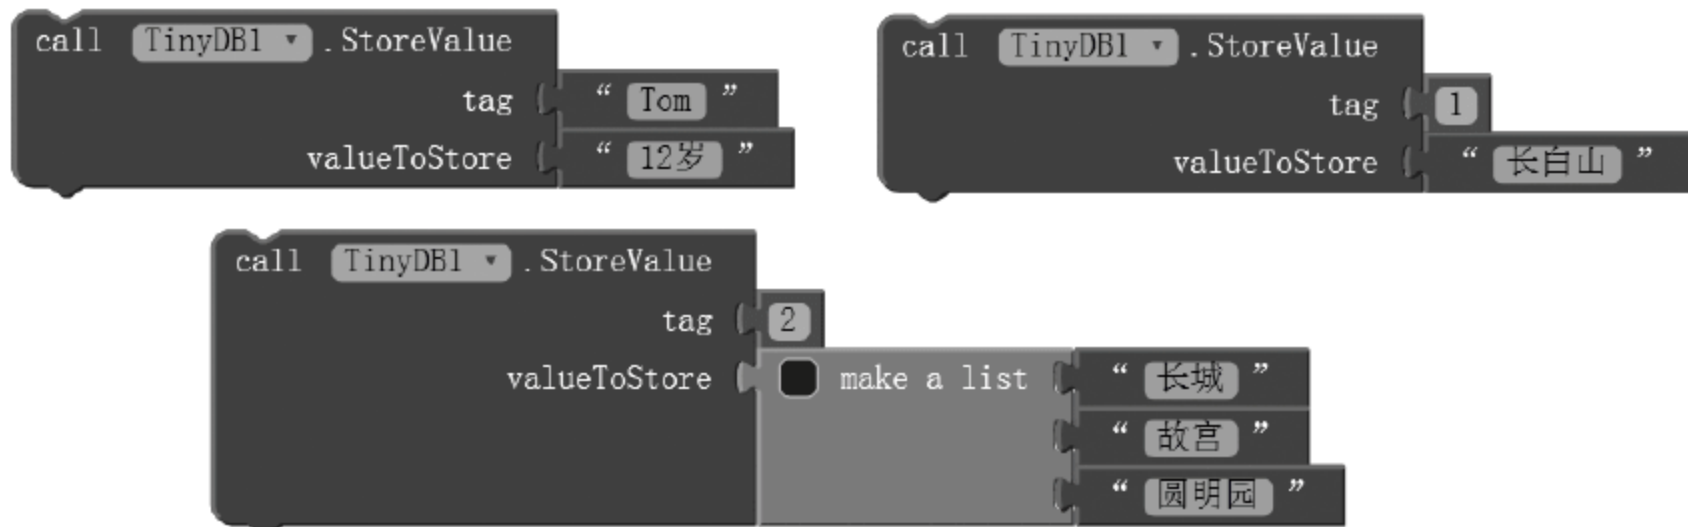 call TinyDB1 .StoreValue
tag “ Tom ”
valueToStore “ 12岁 ”
call TinyDB1 .StoreValue
tag 1
valueToStore “ 长白山 ”
call TinyDB1 .StoreValue
tag 2
valueToStore make a list “ 长城 ”
“ 故宫 ”
“ 圆明园 ”